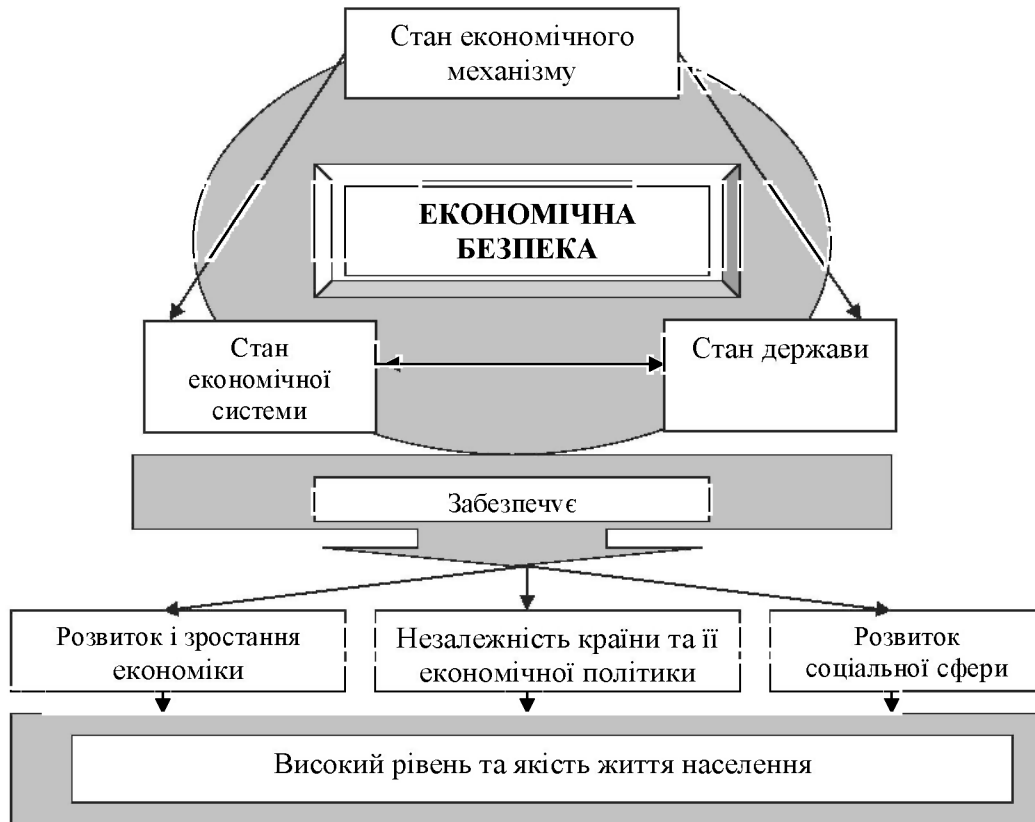 Стан економічного
механізму
ЕКОНОМІЧНА
БЕЗПЕКА
Стан
економічної
системи
Стан держави
Забезпечує
Розвиток і зростання
економіки
Незалежність країни та її
економічної політики
Розвиток
соціальної сфери
Високий рівень та якість життя населення